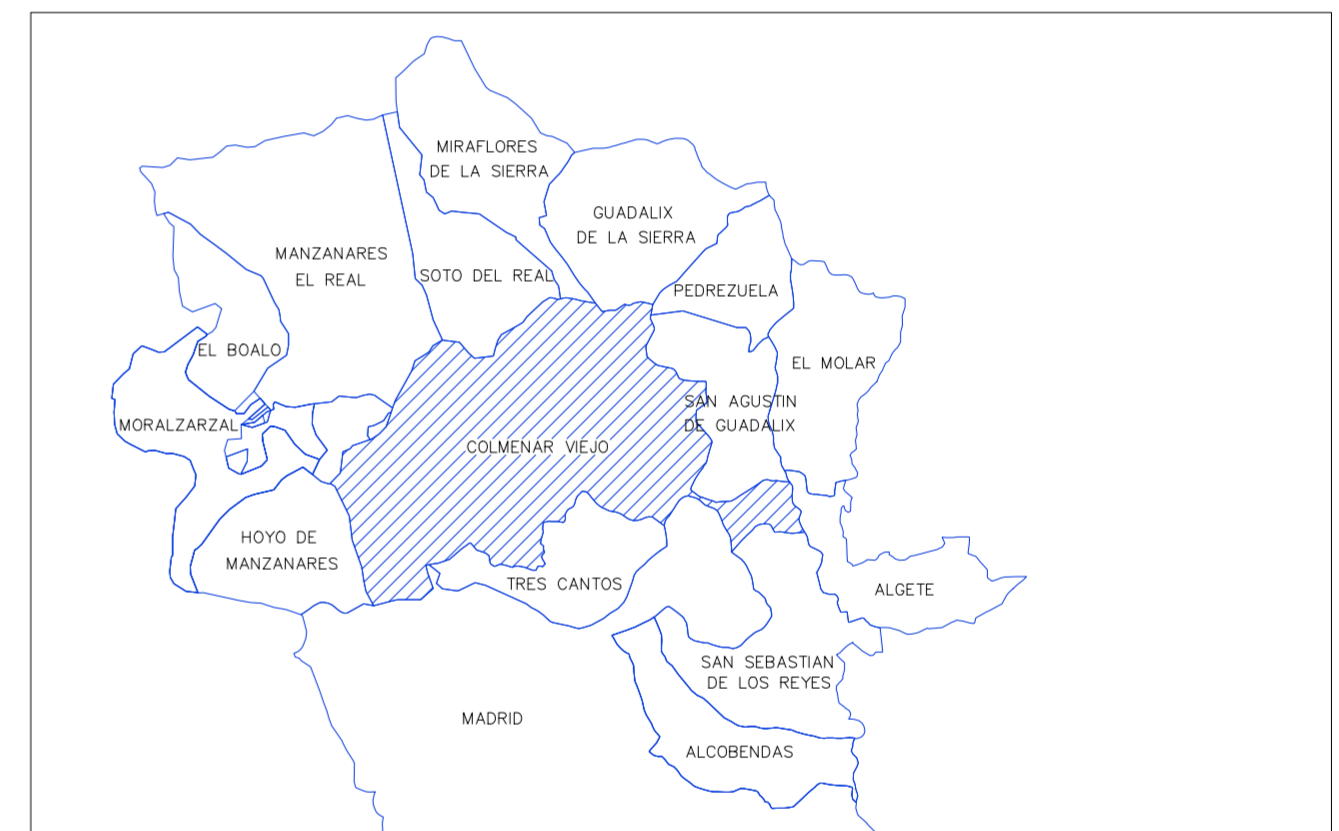 MIRAFLORES
DE LA SIERRA
GUADALIX
DE LA SIERRA
MANZANARES
EL REAL
SOTO DEL REAL
PEDREZUELA
EL BOALO
EL MOLAR
SAN AGUSTIN
DE GUADALIX
MORALZARZAL
COLMENAR VIEJO
HOYO DE
MANZANARES
TRES CANTOS
ALGETE
SAN SEBASTIAN
DE LOS REYES
MADRID
ALCOBENDAS